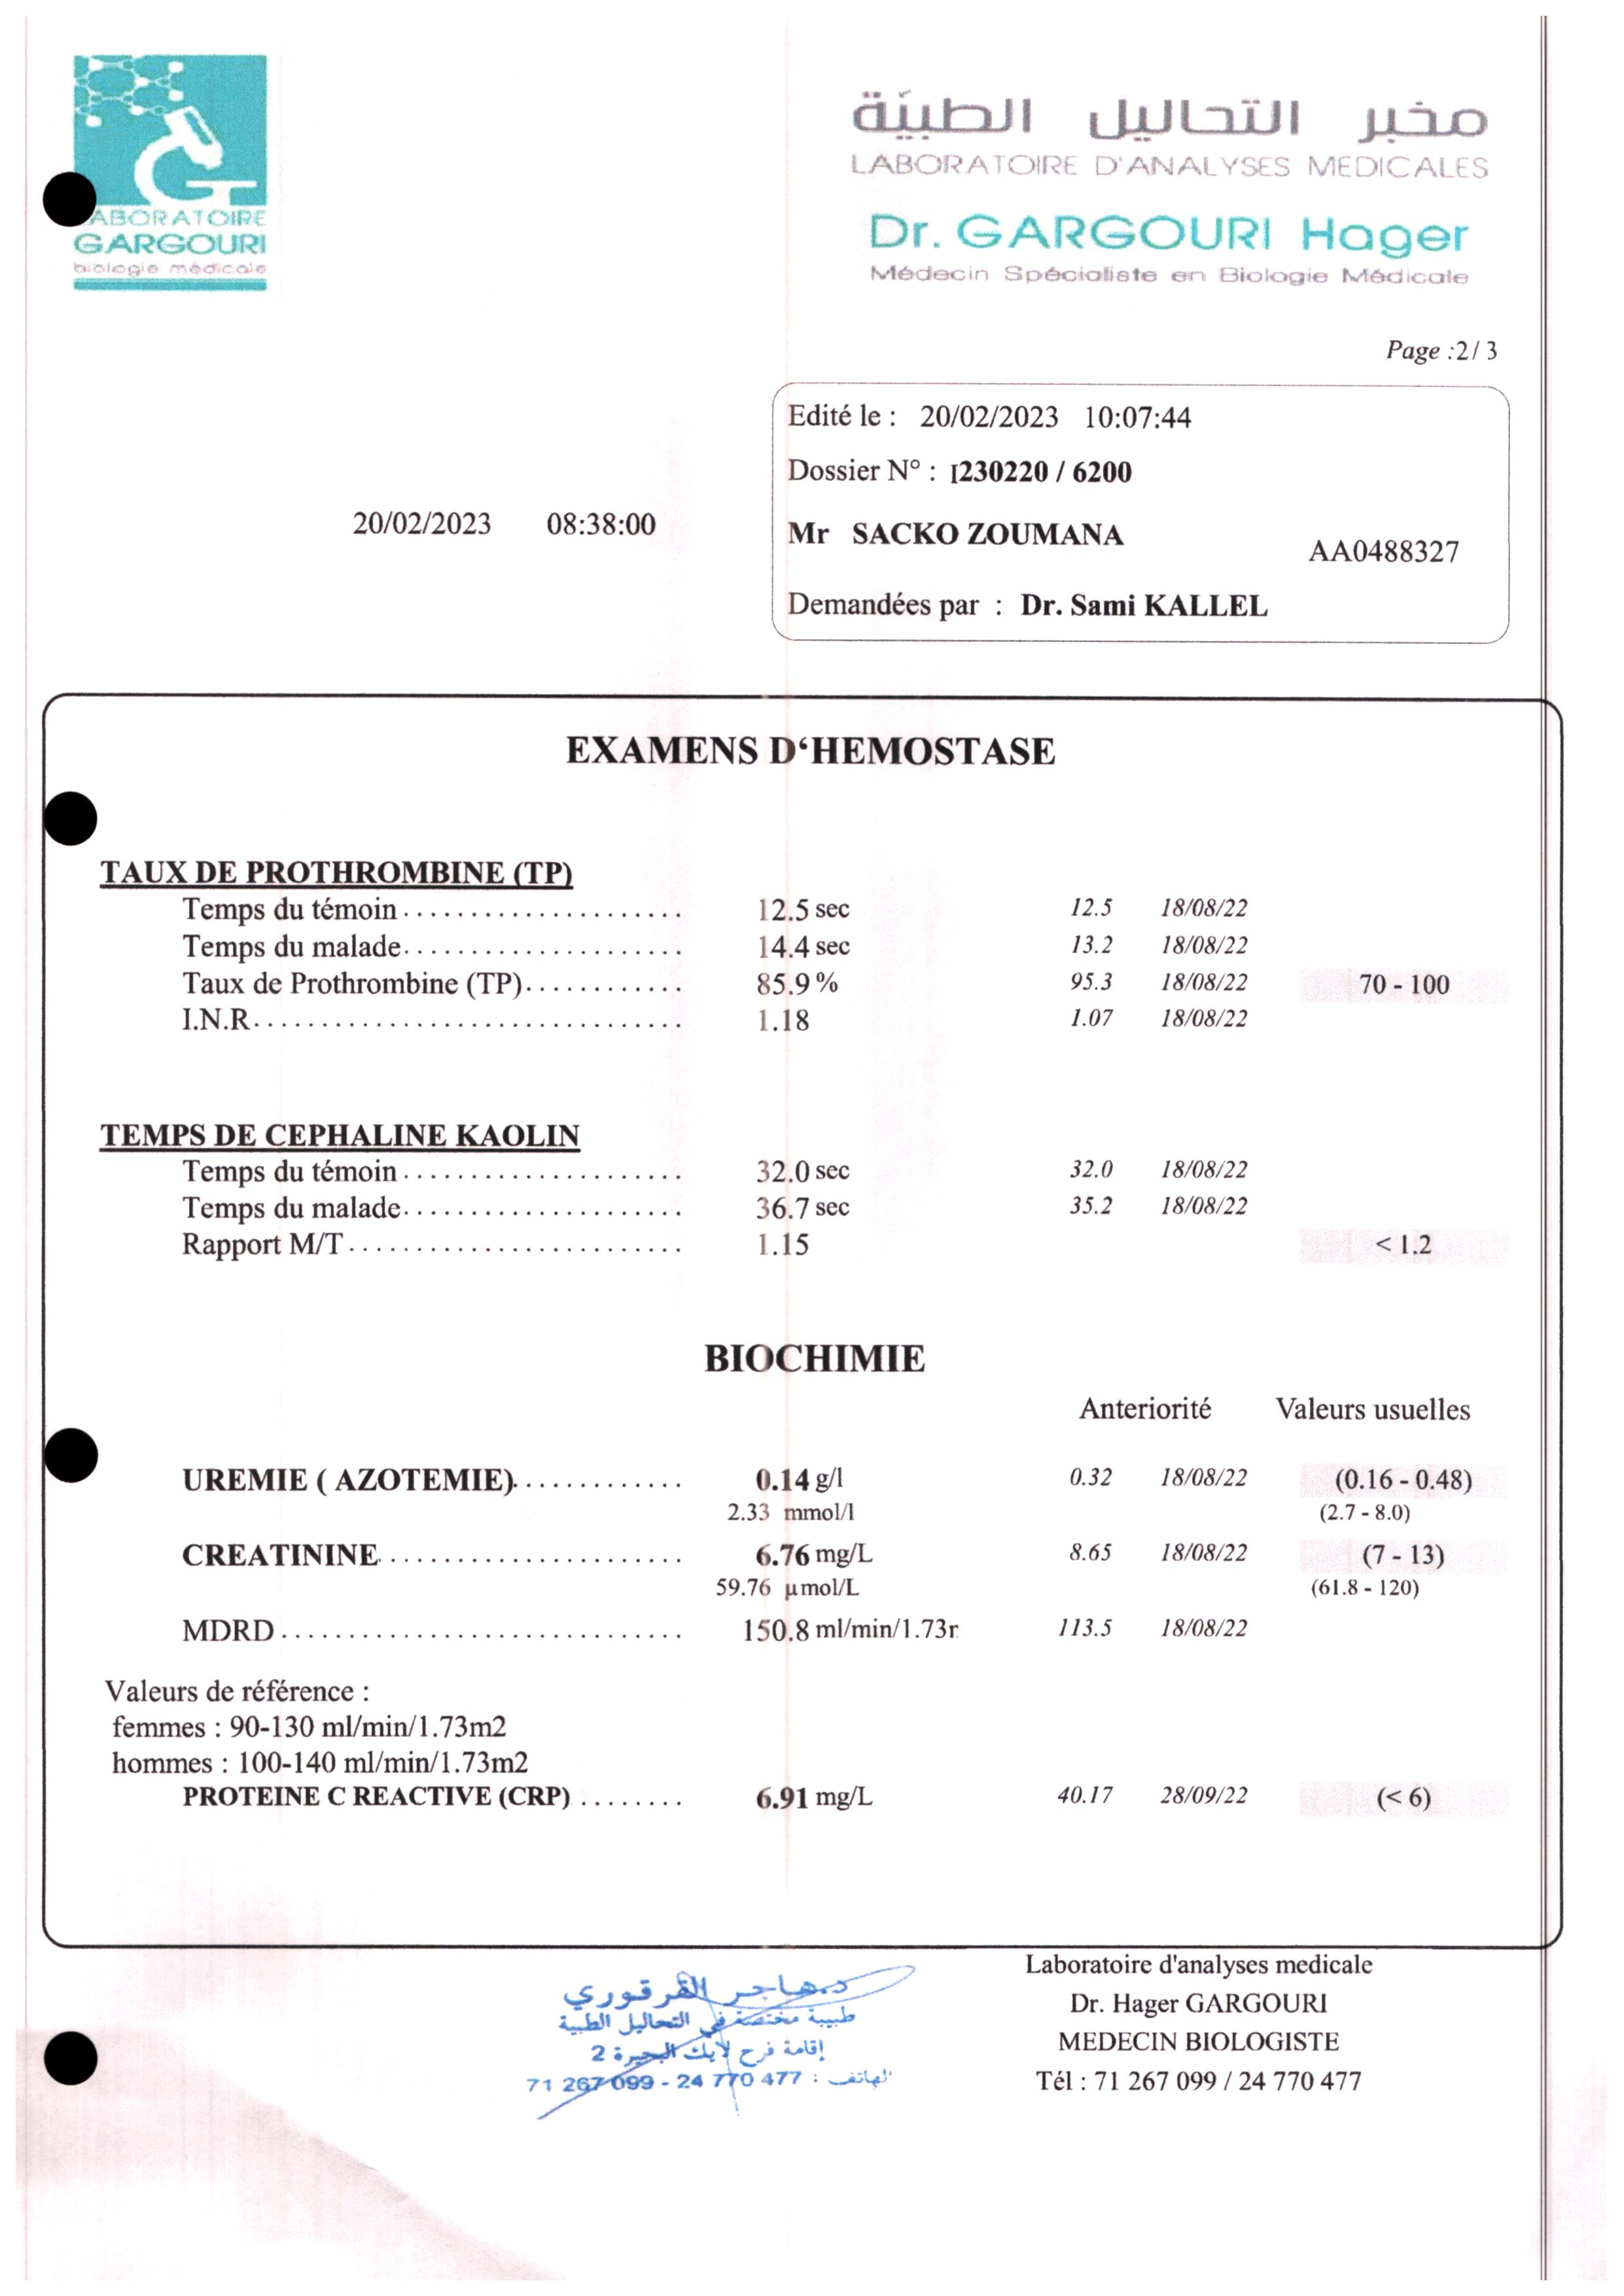 LABORATOIRE
GARGOURI
biologie médicale
مخبر التحاليل الطبيّة
LABORATOIRE D'ANALYSES MEDICALES
Dr. GARGOURI Hager
Médecin Spécialiste en Biologie Médicale
Page :2/ 3
Edité le : 20/02/2023 10:07:44
Dossier N° : I230220 / 6200
20/02/2023 08:38:00
Mr SACKO ZOUMANA
AA0488327
Demandées par : Dr. Sami KALLEL
EXAMENS D‘HEMOSTASE
TAUX DE PROTHROMBINE (TP)
Temps du témoin ..................... 12.5 sec 12.5 18/08/22
Temps du malade..................... 14.4 sec 13.2 18/08/22
Taux de Prothrombine (TP)............ 85.9 % 95.3 18/08/22 70 - 100
I.N.R................................ 1.18 1.07 18/08/22
TEMPS DE CEPHALINE KAOLIN
Temps du témoin ..................... 32.0 sec 32.0 18/08/22
Temps du malade..................... 36.7 sec 35.2 18/08/22
Rapport M/T ......................... 1.15 < 1.2
BIOCHIMIE
Anteriorité Valeurs usuelles
UREMIE ( AZOTEMIE)............. 0.14 g/l 0.32 18/08/22 (0.16 - 0.48)
2.33 mmol/l (2.7 - 8.0)
CREATININE....................... 6.76 mg/L 8.65 18/08/22 (7 - 13)
59.76 µmol/L (61.8 - 120)
MDRD .............................. 150.8 ml/min/1.73r 113.5 18/08/22
Valeurs de référence :
femmes : 90-130 ml/min/1.73m2
hommes : 100-140 ml/min/1.73m2
PROTEINE C REACTIVE (CRP) ........ 6.91 mg/L 40.17 28/09/22 (< 6)
Laboratoire d'analyses medicale
Dr. Hager GARGOURI
MEDECIN BIOLOGISTE
Tél : 71 267 099 / 24 770 477
د.هاجر القرقوري
طبيبة مختصة في التحاليل الطبية
إقامة فرح لايك البحيرة 2
الهاتف : 71 267 099 - 24 770 477